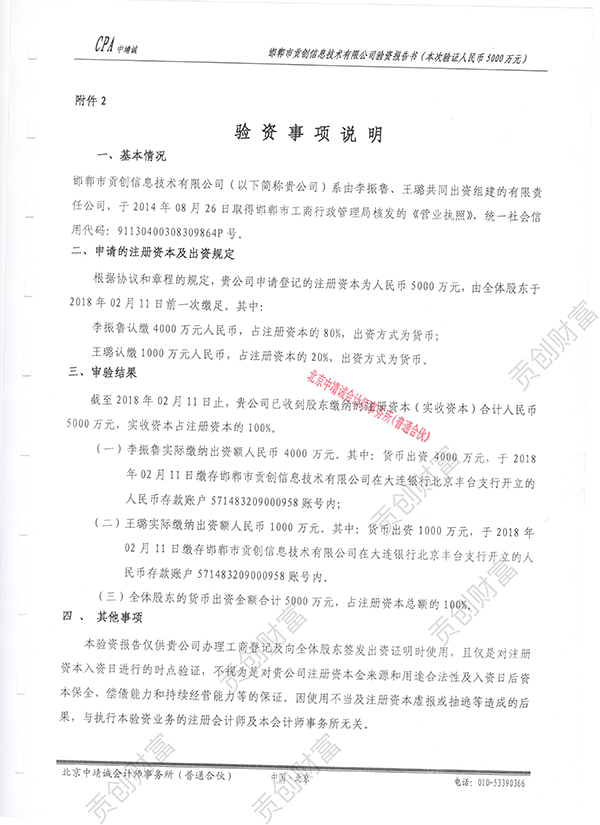 CPA 中靖诚
邯郸市贡创信息技术有限公司验资报告书(本次验证人民币5000万元)
附件 2
验资事项说明
一、基本情况
邯郸市贡创信息技术有限公司(以下简称贵公司)系由李振鲁、王璐共同出资组建的有限责
任公司,于 2014 年 08 月 26 日取得邯郸市工商行政管理局核发的《营业执照》,统一社会信
用代码:91130400308309864P 号。
二、申请的注册资本及出资规定
根据协议和章程的规定,贵公司申请登记的注册资本为人民币 5000 万元,由全体股东于
2018 年 02 月 11 日前一次缴足。其中:
李振鲁认缴 4000 万元人民币,占注册资本的 80%,出资方式为货币;
王璐认缴 1000 万元人民币,占注册资本的 20%,出资方式为货币。
三、审验结果
截至 2018 年 02 月 11 日止,贵公司已收到股东缴纳的注册资本(实收资本)合计人民币
5000 万元,实收资本占注册资本的 100%。
(一)李振鲁实际缴纳出资额人民币 4000 万元。其中:货币出资 4000 万元,于 2018
年 02 月 11 日缴存邯郸市贡创信息技术有限公司在大连银行北京丰台支行开立的
人民币存款账户 571483209000958 账号内;
(二)王璐实际缴纳出资额人民币 1000 万元。其中:货币出资 1000 万元,于 2018 年
02 月 11 日缴存邯郸市贡创信息技术有限公司在大连银行北京丰台支行开立的人
民币存款账户 571483209000958 账号内。
(三)全体股东的货币出资金额合计 5000 万元,占注册资本总额的 100%。
四、其他事项
本验资报告仅供贵公司办理工商登记及向全体股东签发出资证明时使用,且仅是对注册
资本入资日进行的时点验证,不视为是对贵公司注册资本金来源和用途合法性及入资日后资
本保全、偿债能力和持续经营能力等的保证。因使用不当及注册资本虚报或抽逃等造成的后
果,与执行本验资业务的注册会计师及本会计师事务所无关。
北京中靖诚会计师事务所(普通合伙)
北京中靖诚会计师事务所(普通合伙)
中国·北京
电话:010-53390366
贡创财富
贡创财富
贡创财富
贡创财富
贡创财富
贡创财富